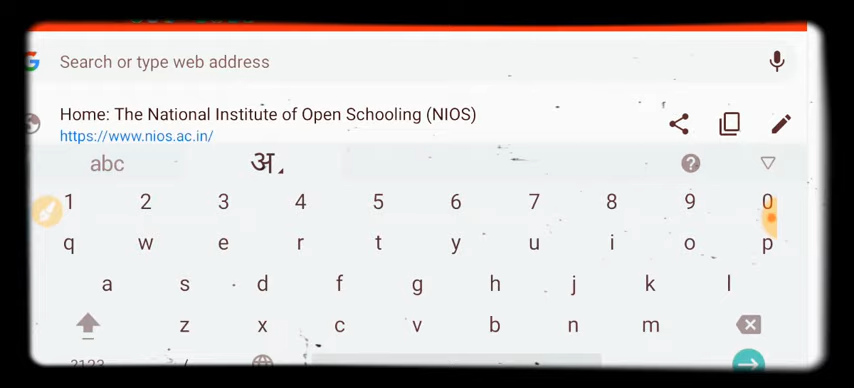 Search or type web address
Home: The National Institute of Open Schooling (NIOS)
https://www.nios.ac.in/
abc अ
1 2 3 4 5 6 7 8 9 0
q w e r t y u i o p
a s d f g h j k l
z x c v b n m